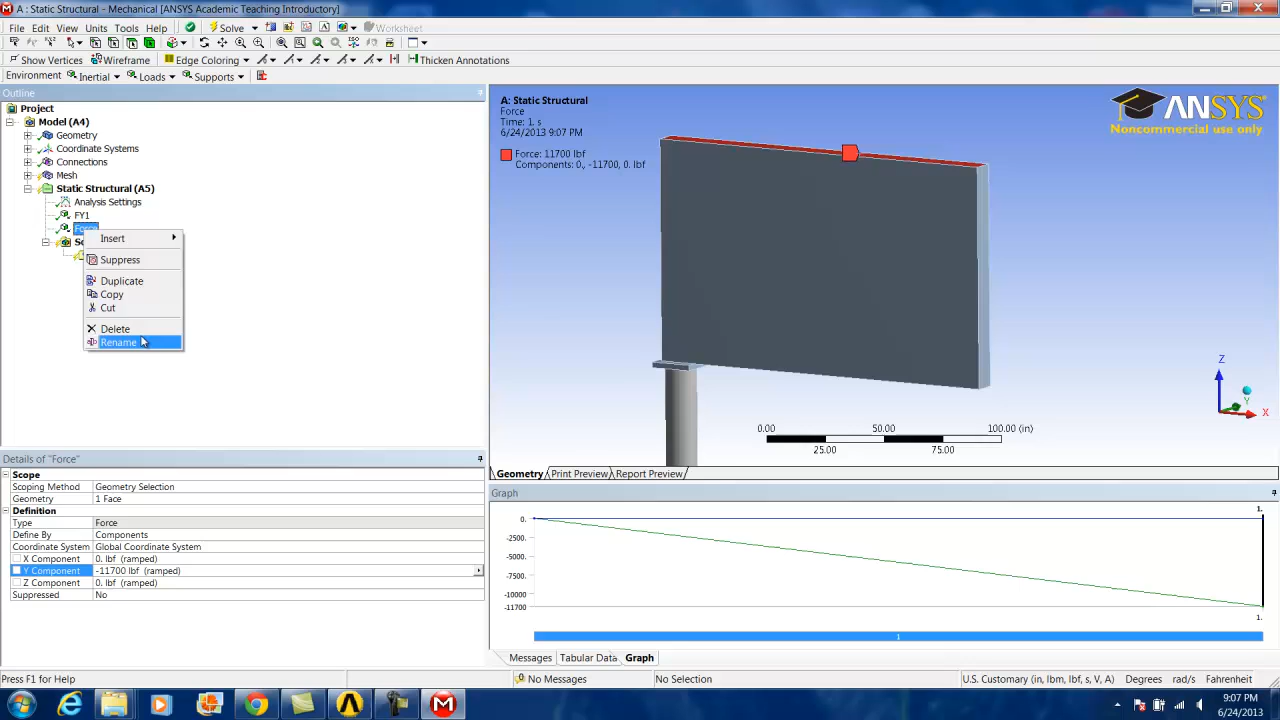 A : Static Structural - Mechanical [ANSYS Academic Teaching Introductory]
File Edit View Units Tools Help Solve Worksheet
Show Vertices Wireframe Edge Coloring Thicken Annotations
Environment Inertial Loads Supports
Outline
Project
Model (A4)
Geometry
Coordinate Systems
Connections
Mesh
Static Structural (A5)
Analysis Settings
FY1
Force
Insert
Suppress
Duplicate
Copy
Cut
Delete
Rename
A: Static Structural
Force
Time: 1. s
6/24/2013 9:07 PM
Force: 11700 lbf
Components: 0., -11700, 0. lbf
ANSYS
Noncommercial use only
Z
Y
X
0.00 50.00 100.00 (in)
25.00 75.00
Geometry Print Preview Report Preview
Details of "Force"
Scope
Scoping Method Geometry Selection
Geometry 1 Face
Definition
Type Force
Define By Components
Coordinate System Global Coordinate System
X Component 0. lbf (ramped)
Y Component -11700 lbf (ramped)
Z Component 0. lbf (ramped)
Suppressed No
Graph
1.
0.
-2500.
-5000.
-7500.
-10000
-11700
1.
1
Messages Tabular Data Graph
Press F1 for Help No Messages No Selection U.S. Customary (in, lbm, lbf, s, V, A) Degrees rad/s Fahrenheit
9:07 PM
6/24/2013